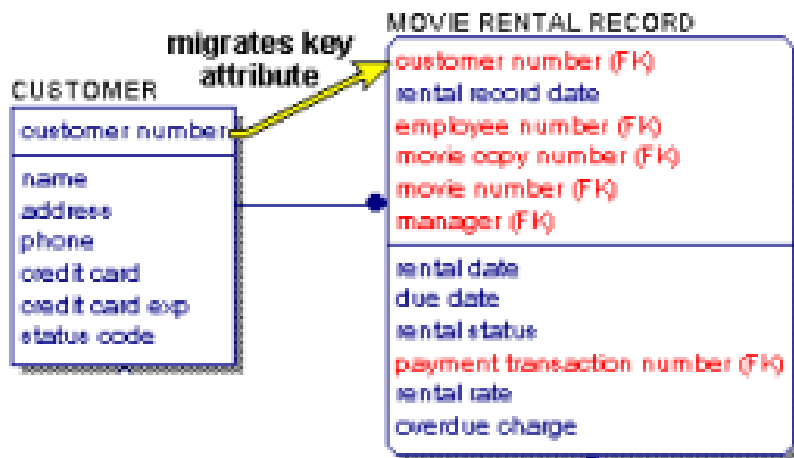 migrates key
attribute
CUSTOMER
customer number
name
address
phone
credit card
credit card exp
status code
MOVIE RENTAL RECORD
customer number (FK)
rental record date
employee number (FK)
movie copy number (FK)
movie number (FK)
manager (FK)
rental date
due date
rental status
payment transaction number (FK)
rental rate
overdue charge